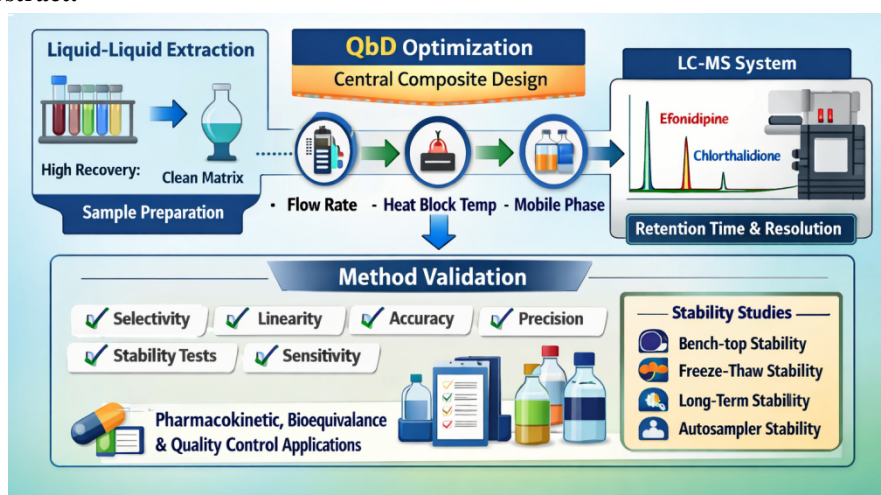 Liquid-Liquid Extraction
High Recovery:
Clean Matrix
Sample Preparation
QbD Optimization
Central Composite Design
• Flow Rate
- Heat Block Temp
- Mobile Phase
LC-MS System
Efonidipine
Chlorthalidione
Retention Time & Resolution
Method Validation
Selectivity
Linearity
Accuracy
Precision
Stability Tests
Sensitivity
Pharmacokinetic, Bioequivalance
& Quality Control Applications
Stability Studies
Bench-top Stability
Freeze-Thaw Stability
Long-Term Stability
Autosampler Stability